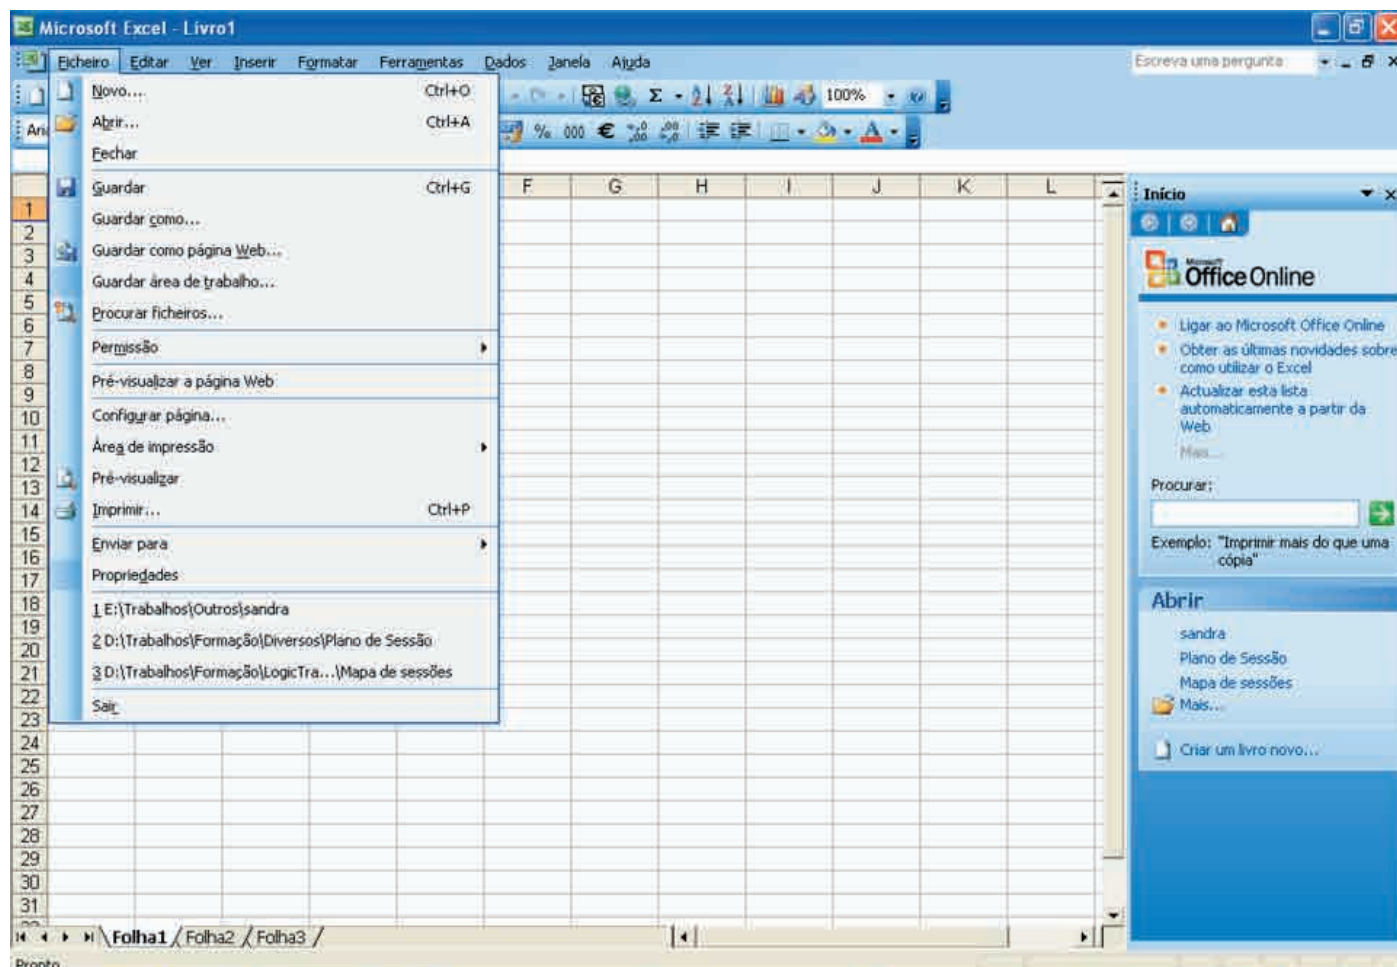 Microsoft Excel - Livro1
Ficheiro Editar Ver Inserir Formatar Ferramentas Dados Janela Ajuda
Escreva uma pergunta
Novo... Ctrl+O
Abrir... Ctrl+A
Fechar
Guardar Ctrl+G
Guardar como...
Guardar como página Web...
Guardar área de trabalho...
Procurar ficheiros...
Permissão
Pré-visualizar a página Web
Configurar página...
Área de impressão
Pré-visualizar
Imprimir... Ctrl+P
Enviar para
Propriedades
1 E:\Trabalhos\Outros\sandra
2 D:\Trabalhos\Formação\Diversos\Plano de Sessão
3 D:\Trabalhos\Formação\LogicTra...\Mapa de sessões
Sair
Σ 100%
% 000 €
F G H I J K L
1
2
3
4
5
6
7
8
9
10
11
12
13
14
15
16
17
18
19
20
21
22
23
24
25
26
27
28
29
30
31
Início
Microsoft
Office Online
Ligar ao Microsoft Office Online
Obter as últimas novidades sobre
como utilizar o Excel
Actualizar esta lista
automaticamente a partir da
Web
Mais...
Procurar:
Exemplo: "Imprimir mais do que uma
cópia"
Abrir
sandra
Plano de Sessão
Mapa de sessões
Mais...
Criar um livro novo...
Folha1 Folha2 Folha3
Pronto